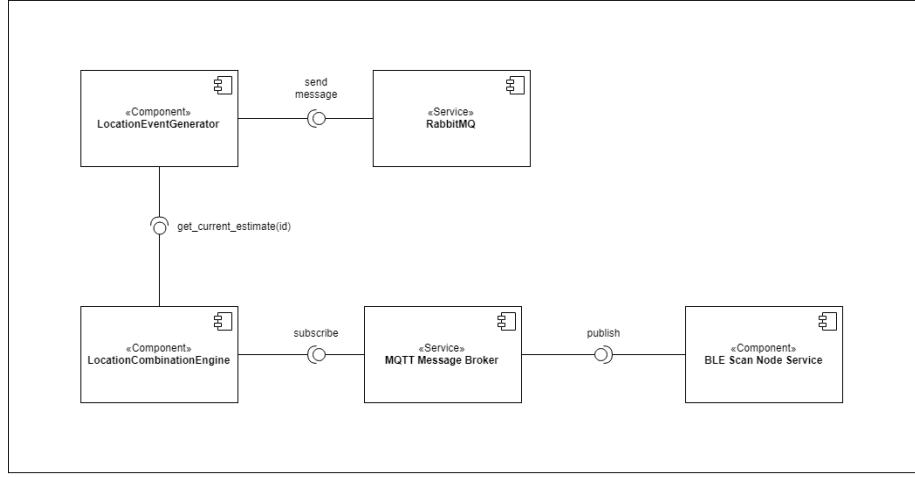 «Component»
LocationEventGenerator
send
message
«Service»
RabbitMQ
get_current_estimate(id)
«Component»
LocationCombinationEngine
subscribe
«Service»
MQTT Message Broker
publish
«Component»
BLE Scan Node Service